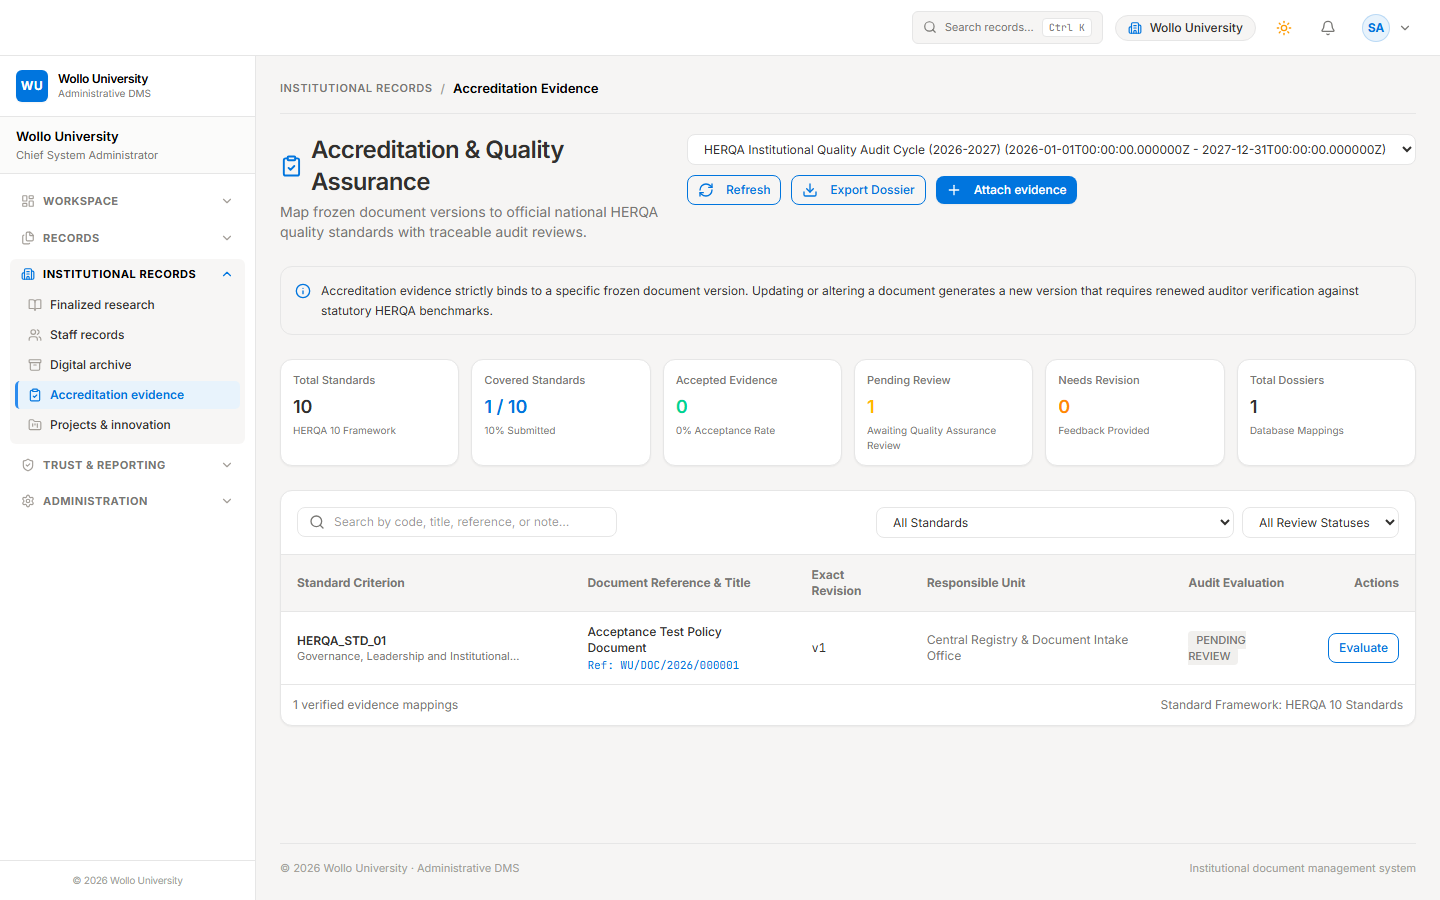 Search records... Ctrl K
Wollo University
SA
WU
Wollo University
Administrative DMS
Wollo University
Chief System Administrator
WORKSPACE
RECORDS
INSTITUTIONAL RECORDS
Finalized research
Staff records
Digital archive
Accreditation evidence
Projects & innovation
TRUST & REPORTING
ADMINISTRATION
© 2026 Wollo University
INSTITUTIONAL RECORDS / Accreditation Evidence
Accreditation & Quality
Assurance
Map frozen document versions to official national HERQA
quality standards with traceable audit reviews.
HERQA Institutional Quality Audit Cycle (2026-2027) (2026-01-01T00:00:00.000000Z - 2027-12-31T00:00:00.000000Z)
Refresh
Export Dossier
Attach evidence
Accreditation evidence strictly binds to a specific frozen document version. Updating or altering a document generates a new version that requires renewed auditor verification against
statutory HERQA benchmarks.
Total Standards
10
HERQA 10 Framework
Covered Standards
1 / 10
10% Submitted
Accepted Evidence
0
0% Acceptance Rate
Pending Review
1
Awaiting Quality Assurance
Review
Needs Revision
0
Feedback Provided
Total Dossiers
1
Database Mappings
Search by code, title, reference, or note...
All Standards
All Review Statuses
Standard Criterion
Document Reference & Title
Exact
Revision
Responsible Unit
Audit Evaluation
Actions
HERQA_STD_01
Governance, Leadership and Institutional...
Acceptance Test Policy
Document
Ref: WU/DOC/2026/000001
v1
Central Registry & Document Intake
Office
PENDING
REVIEW
Evaluate
1 verified evidence mappings
Standard Framework: HERQA 10 Standards
© 2026 Wollo University · Administrative DMS
Institutional document management system